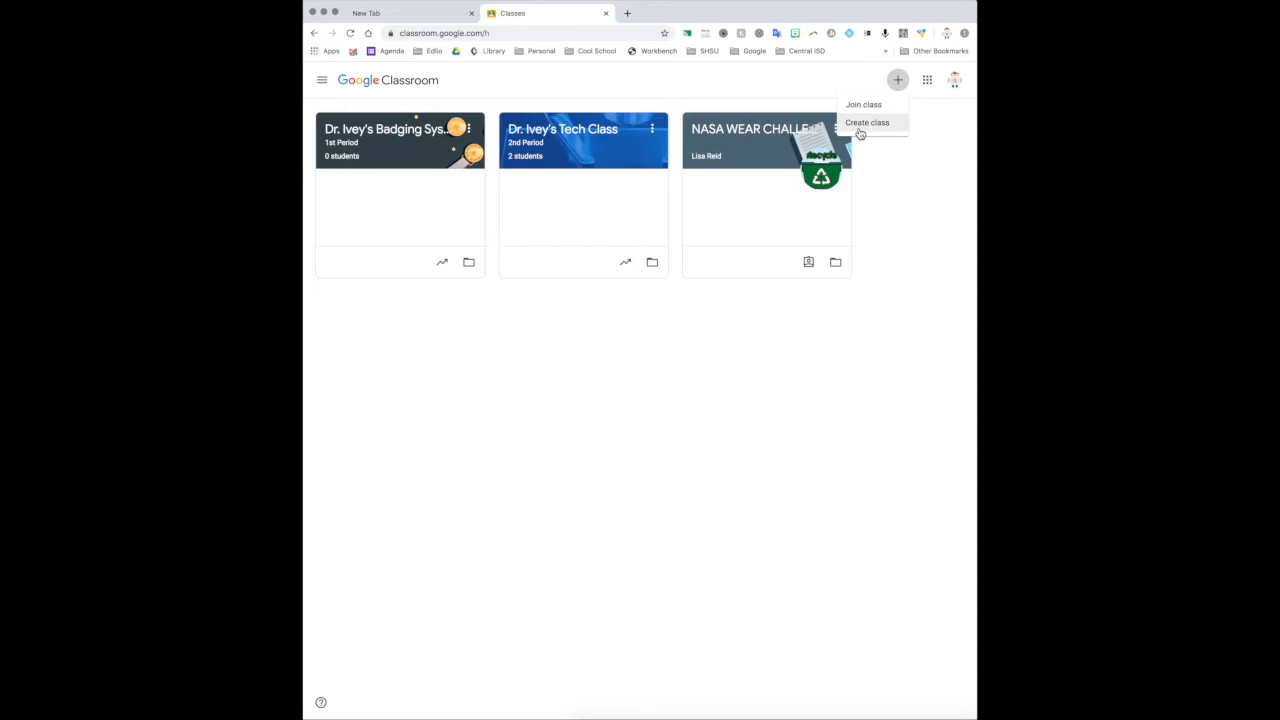 New Tab
Classes
classroom.google.com/h
Apps
Agenda
Edlio
Library
Personal
Cool School
Workbench
SHSU
Google
Central ISD
Other Bookmarks
Google Classroom
Join class
Create class
Dr. Ivey's Badging Sys...
1st Period
0 students
Dr. Ivey's Tech Class
2nd Period
2 students
NASA WEAR CHALLE...
Lisa Reid
Recycle